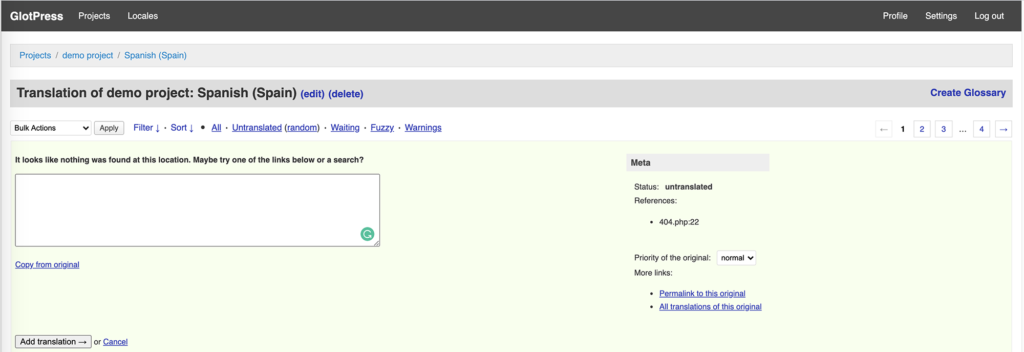 GlotPress Projects Locales Profile Settings Log out
Projects / demo project / Spanish (Spain)
Translation of demo project: Spanish (Spain) (edit) (delete) Create Glossary
Bulk Actions Apply Filter ↓ · Sort ↓ • All · Untranslated (random) · Waiting · Fuzzy · Warnings ← 1 2 3 ... 4 →
It looks like nothing was found at this location. Maybe try one of the links below or a search?
Meta
Status: untranslated
References:
• 404.php:22
Copy from original
Priority of the original: normal
More links:
• Permalink to this original
• All translations of this original
Add translation → or Cancel